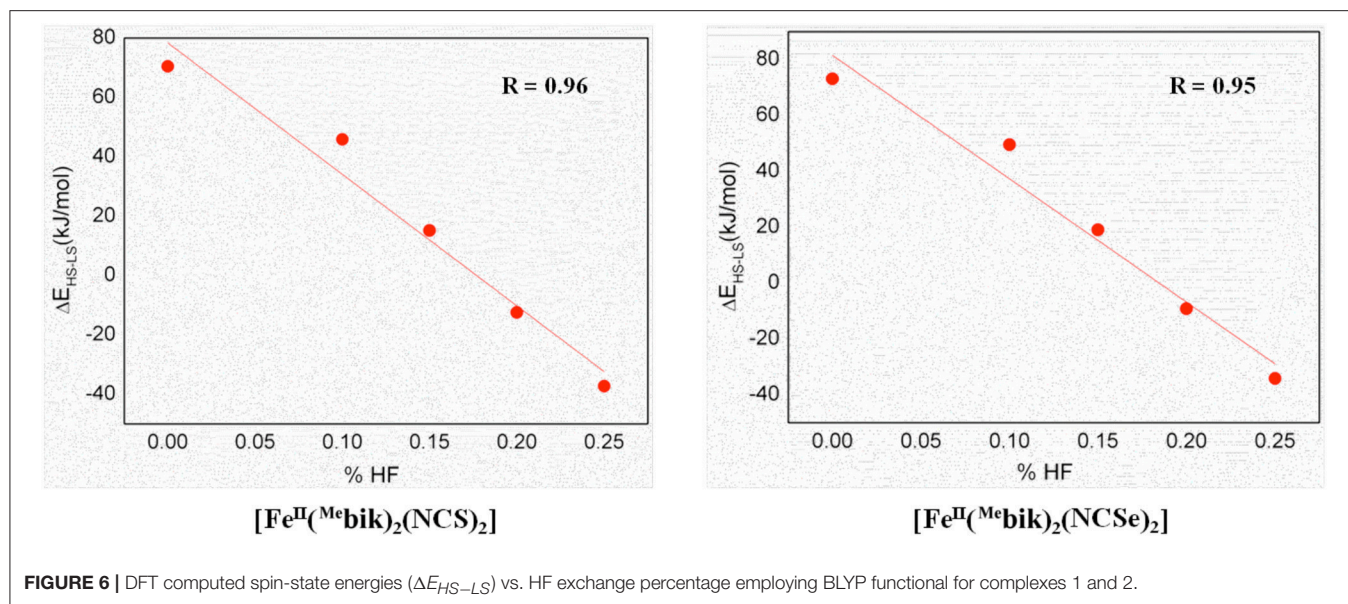 80
60
40
20
0
-20
-40
ΔE_HS-LS(kJ/mol)
R = 0.96
0.00 0.05 0.10 0.15 0.20 0.25
% HF
[Fe^II(^Mebik)_2(NCS)_2]
80
60
40
20
0
-20
-40
ΔE_HS-LS(kJ/mol)
R = 0.95
0.00 0.05 0.10 0.15 0.20 0.25
% HF
[Fe^II(^Mebik)_2(NCSe)_2]
FIGURE 6 | DFT computed spin-state energies (ΔE_HS−LS) vs. HF exchange percentage employing BLYP functional for complexes 1 and 2.